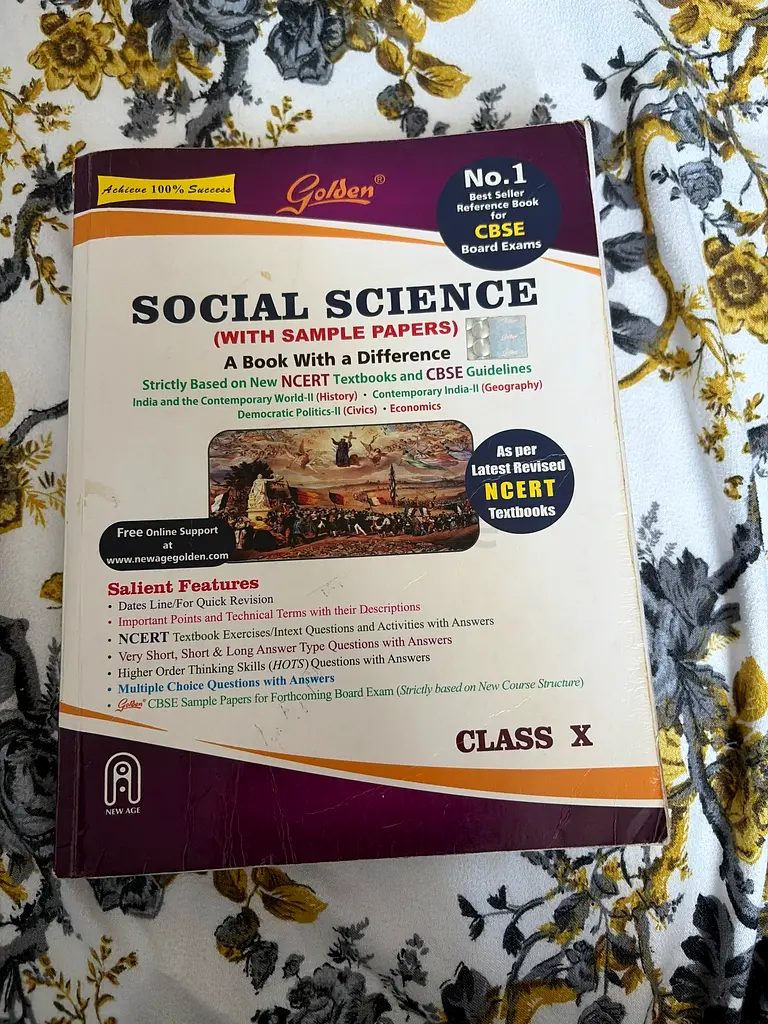 Achieve 100% Success
Golden®
No.1
Best Seller
Reference Book
for
CBSE
Board Exams
SOCIAL SCIENCE
(WITH SAMPLE PAPERS)
A Book With a Difference
Strictly Based on New NCERT Textbooks and CBSE Guidelines
India and the Contemporary World-II (History) • Contemporary India-II (Geography)
Democratic Politics-II (Civics) • Economics
As per
Latest Revised
NCERT
Textbooks
Free Online Support
at
www.newagegolden.com
Salient Features
• Dates Line/For Quick Revision
• Important Points and Technical Terms with their Descriptions
• NCERT Textbook Exercises/Intext Questions and Activities with Answers
• Very Short, Short & Long Answer Type Questions with Answers
• Higher Order Thinking Skills (HOTS) Questions with Answers
• Multiple Choice Questions with Answers
• Golden® CBSE Sample Papers for Forthcoming Board Exam (Strictly based on New Course Structure)
CLASS X
NEW AGE